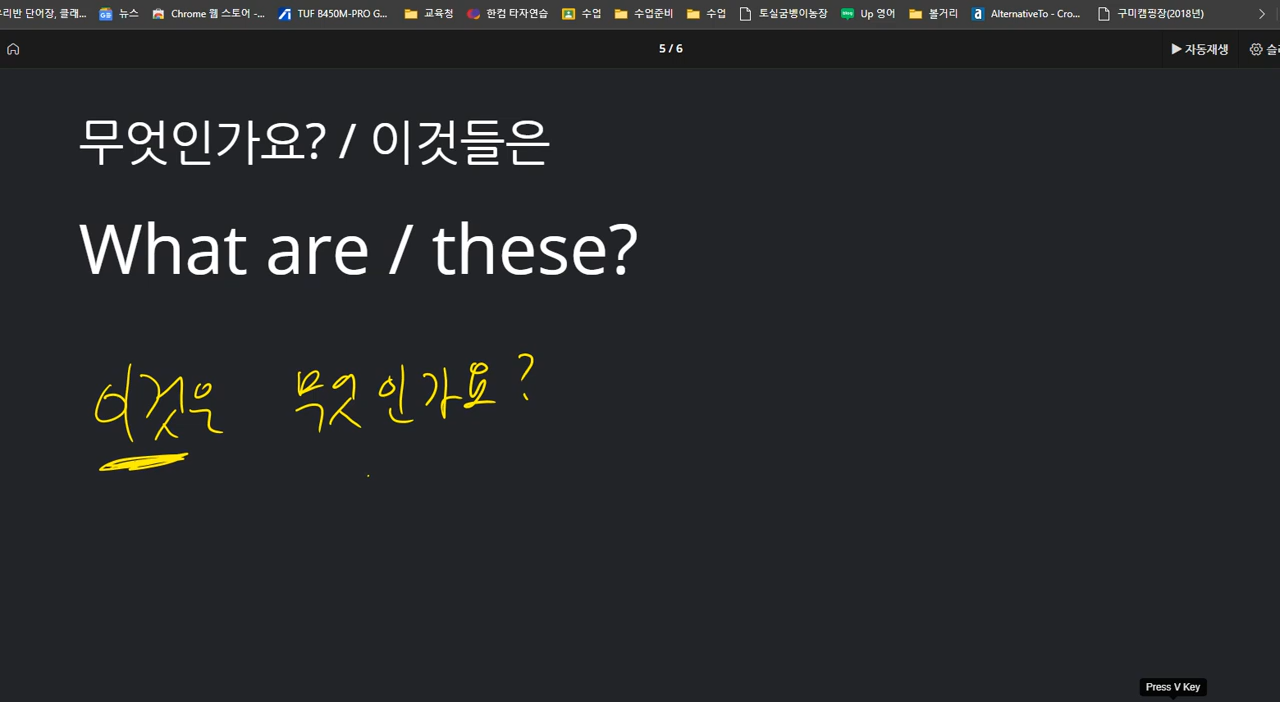 우리반 단어장, 클래... 뉴스 Chrome 웹 스토어 -... TUF B450M-PRO G... 교육청 한컴 타자연습 수업 수업준비 수업 토실굼벵이농장 Up 영어 볼거리 AlternativeTo - Cro... 구미캠핑장(2018년)
5 / 6 ▶ 자동재생
무엇인가요? / 이것들은
What are / these?
이것은 무엇인가요?
Press V Key